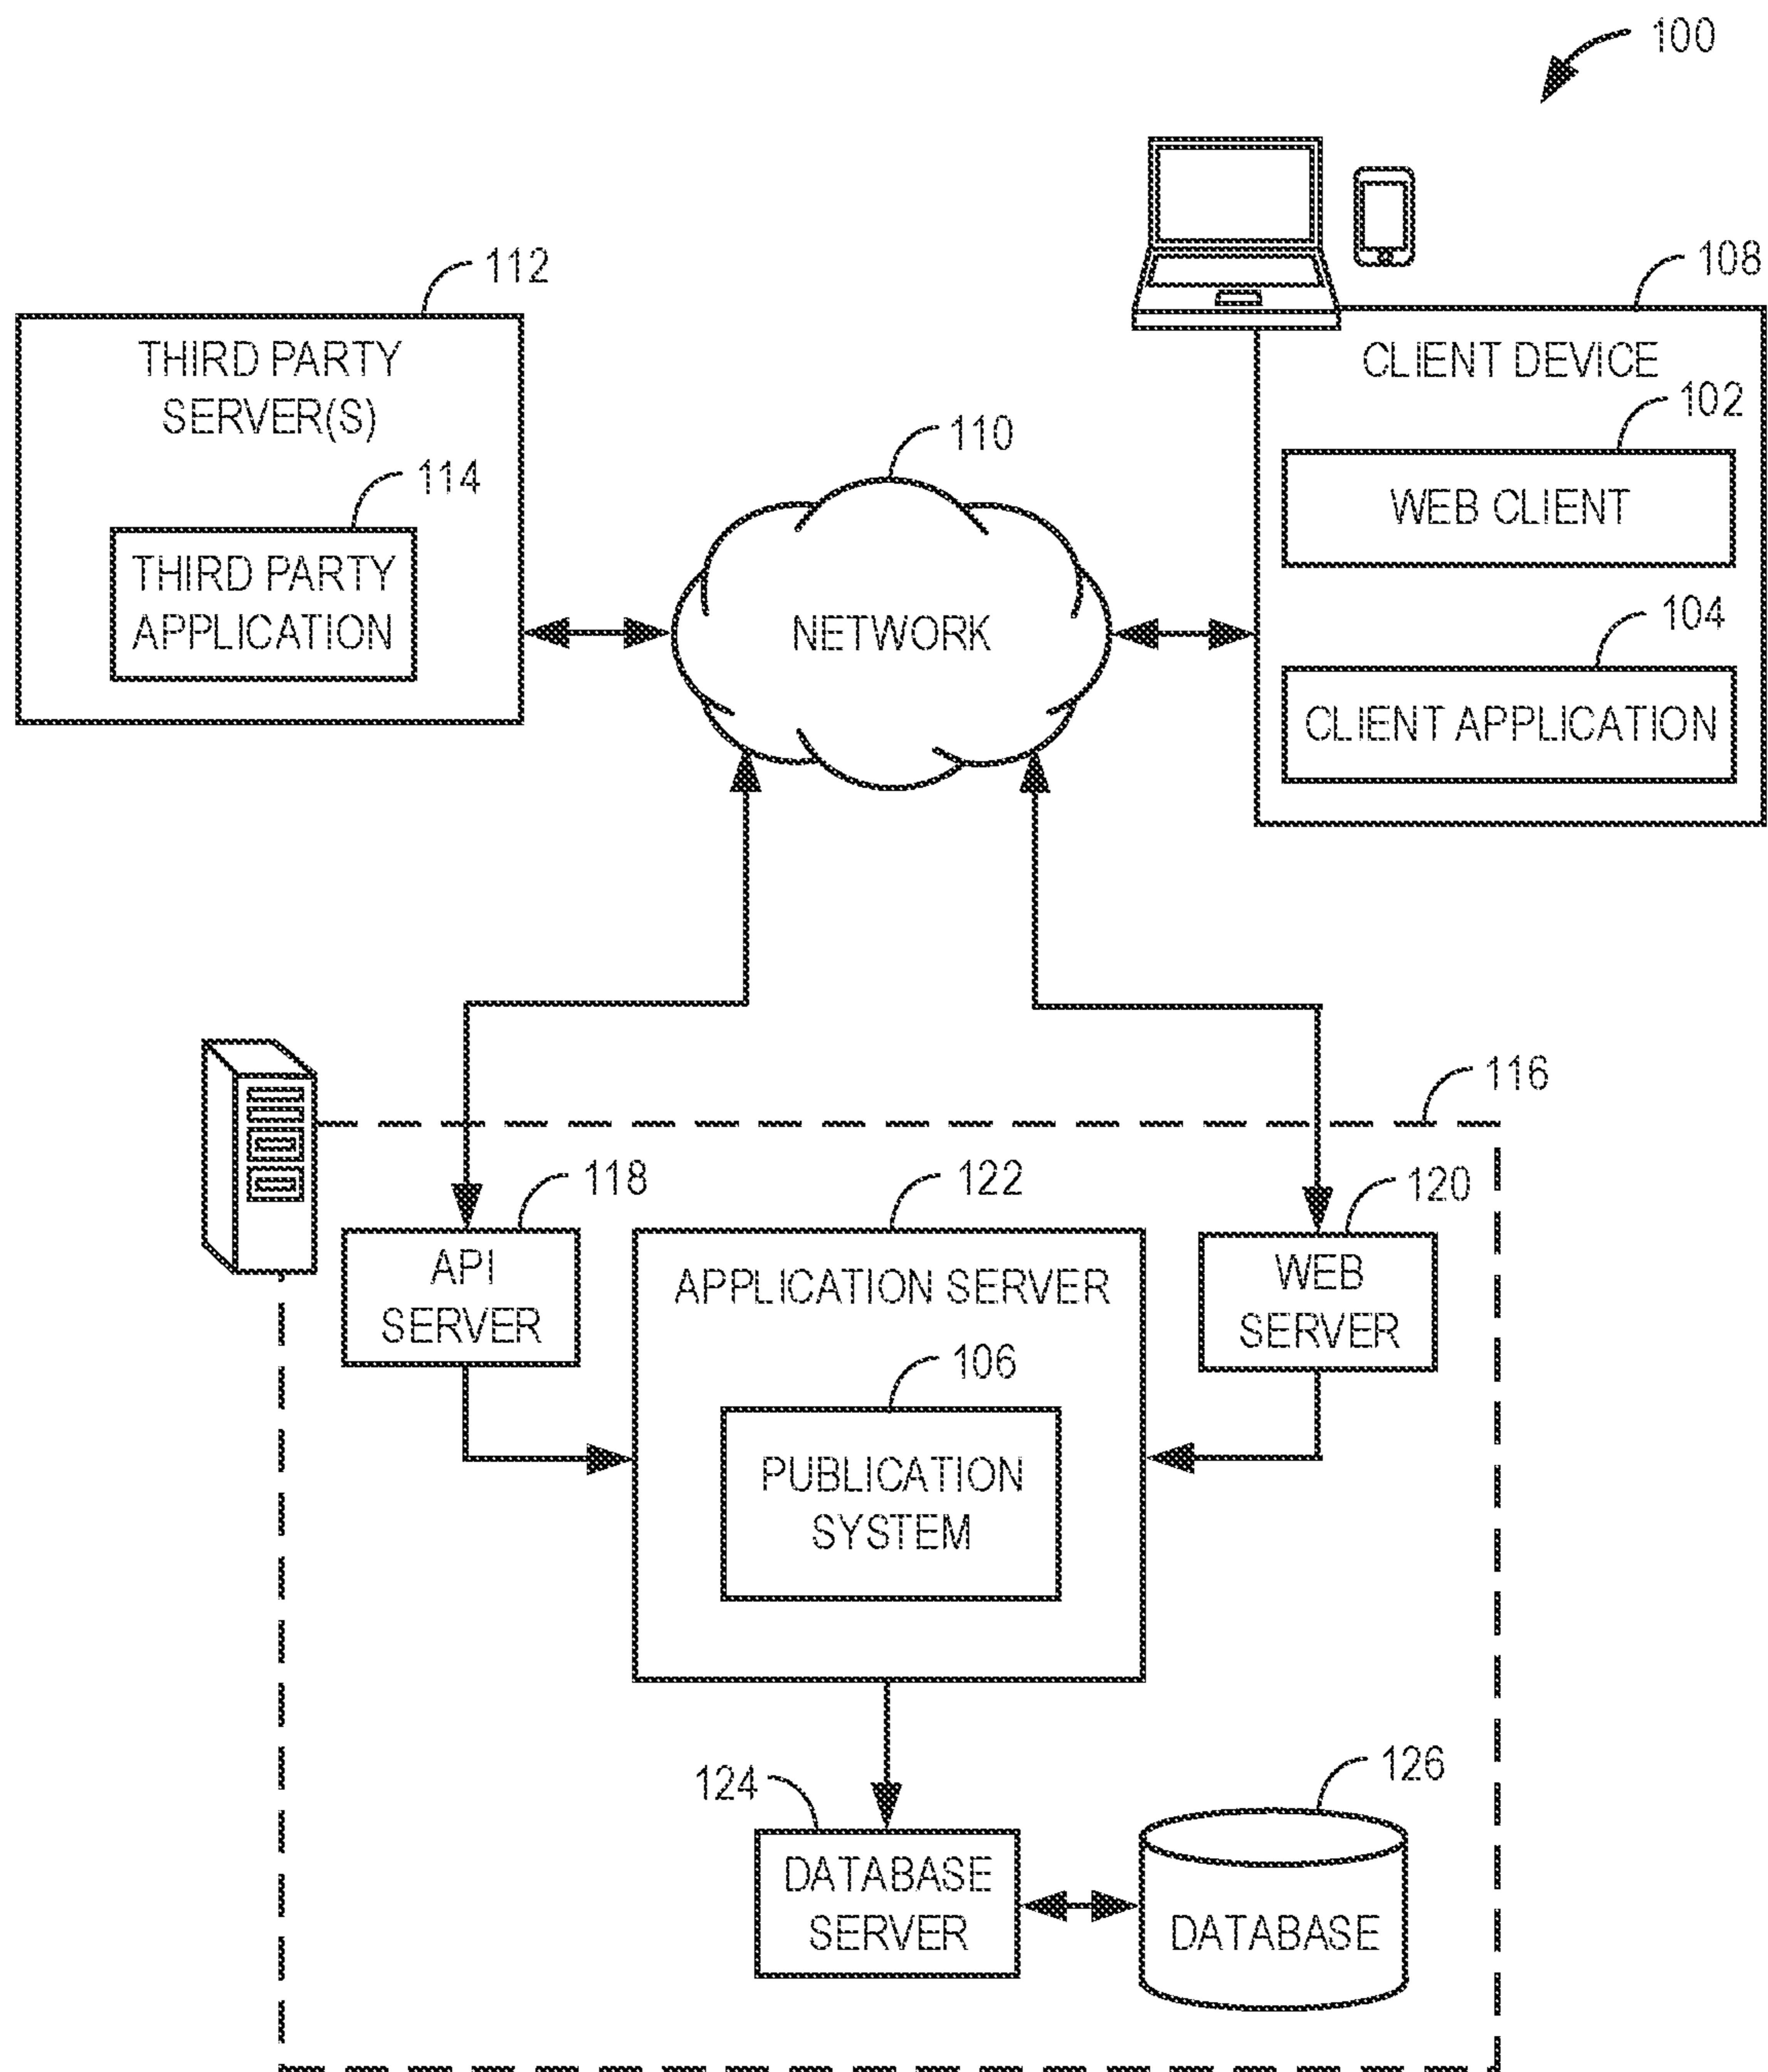 100
112
THIRD PARTY
SERVER(S)
114
THIRD PARTY
APPLICATION
110
NETWORK
108
CLIENT DEVICE
102
WEB CLIENT
104
CLIENT APPLICATION
116
118
API
SERVER
122
APPLICATION SERVER
106
PUBLICATION
SYSTEM
120
WEB
SERVER
124
DATABASE
SERVER
126
DATABASE